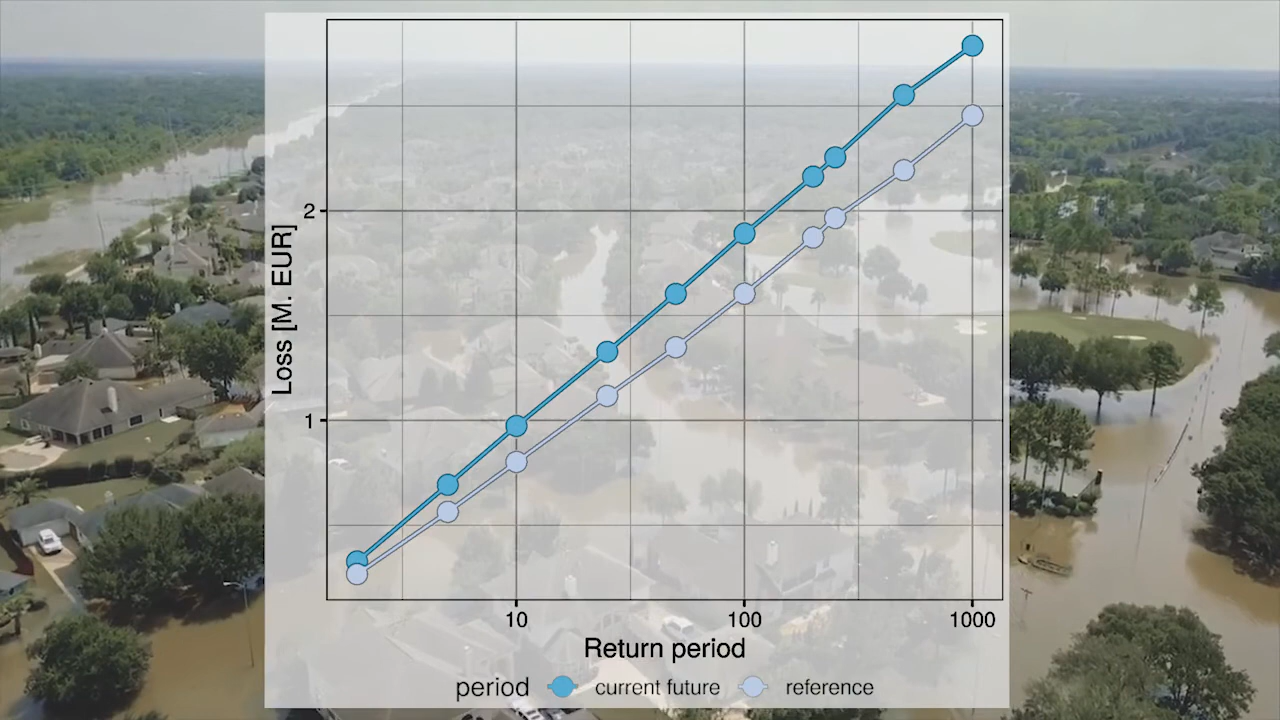 2
1
Loss [M. EUR]
10 100 1000
Return period
period current future reference